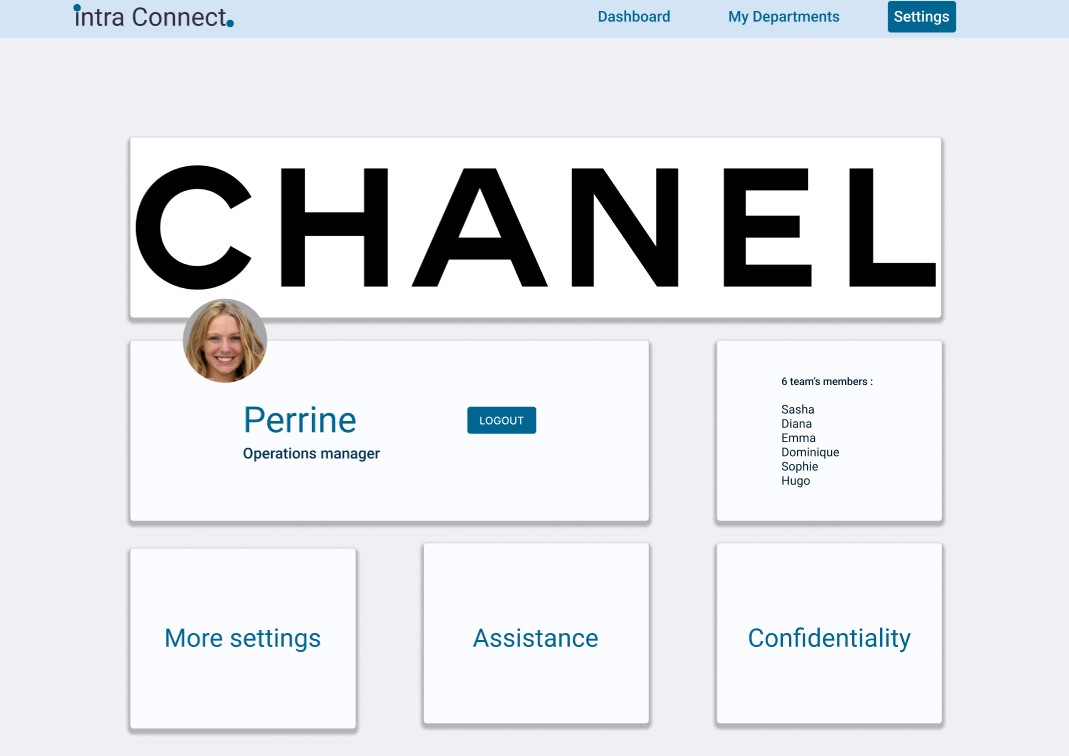 intra Connect.
Dashboard
My Departments
Settings
CHANEL
Perrine
LOGOUT
Operations manager
6 team's members :
Sasha
Diana
Emma
Dominique
Sophie
Hugo
More settings
Assistance
Confidentiality